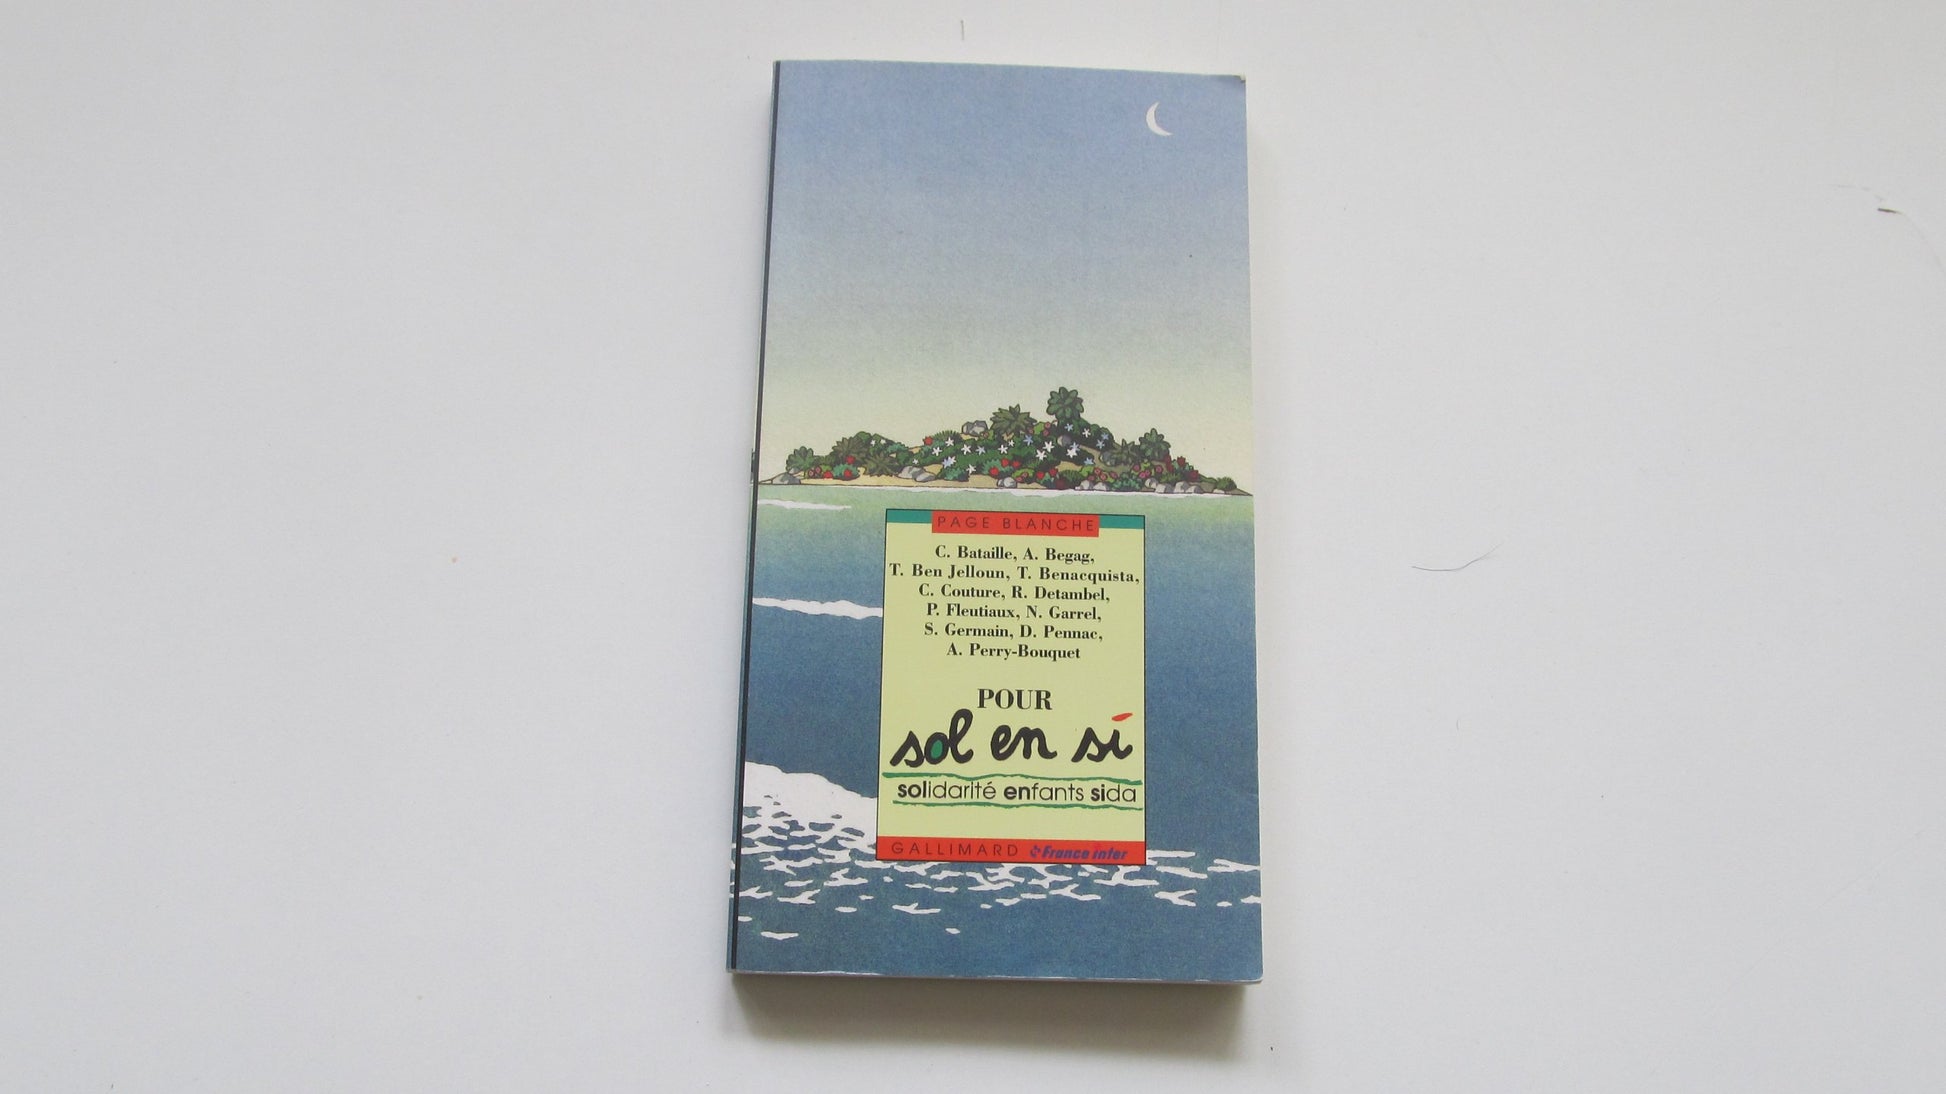 PAGE BLANCHE
C. Bataille, A. Begag,
T. Ben Jelloun, T. Benacquista,
C. Couture, R. Detambel,
P. Fleutiaux, N. Garrel,
S. Germain, D. Pennac,
A. Perry-Bouquet
POUR
sol en si
solidarité enfants sida
GALLIMARD France inter